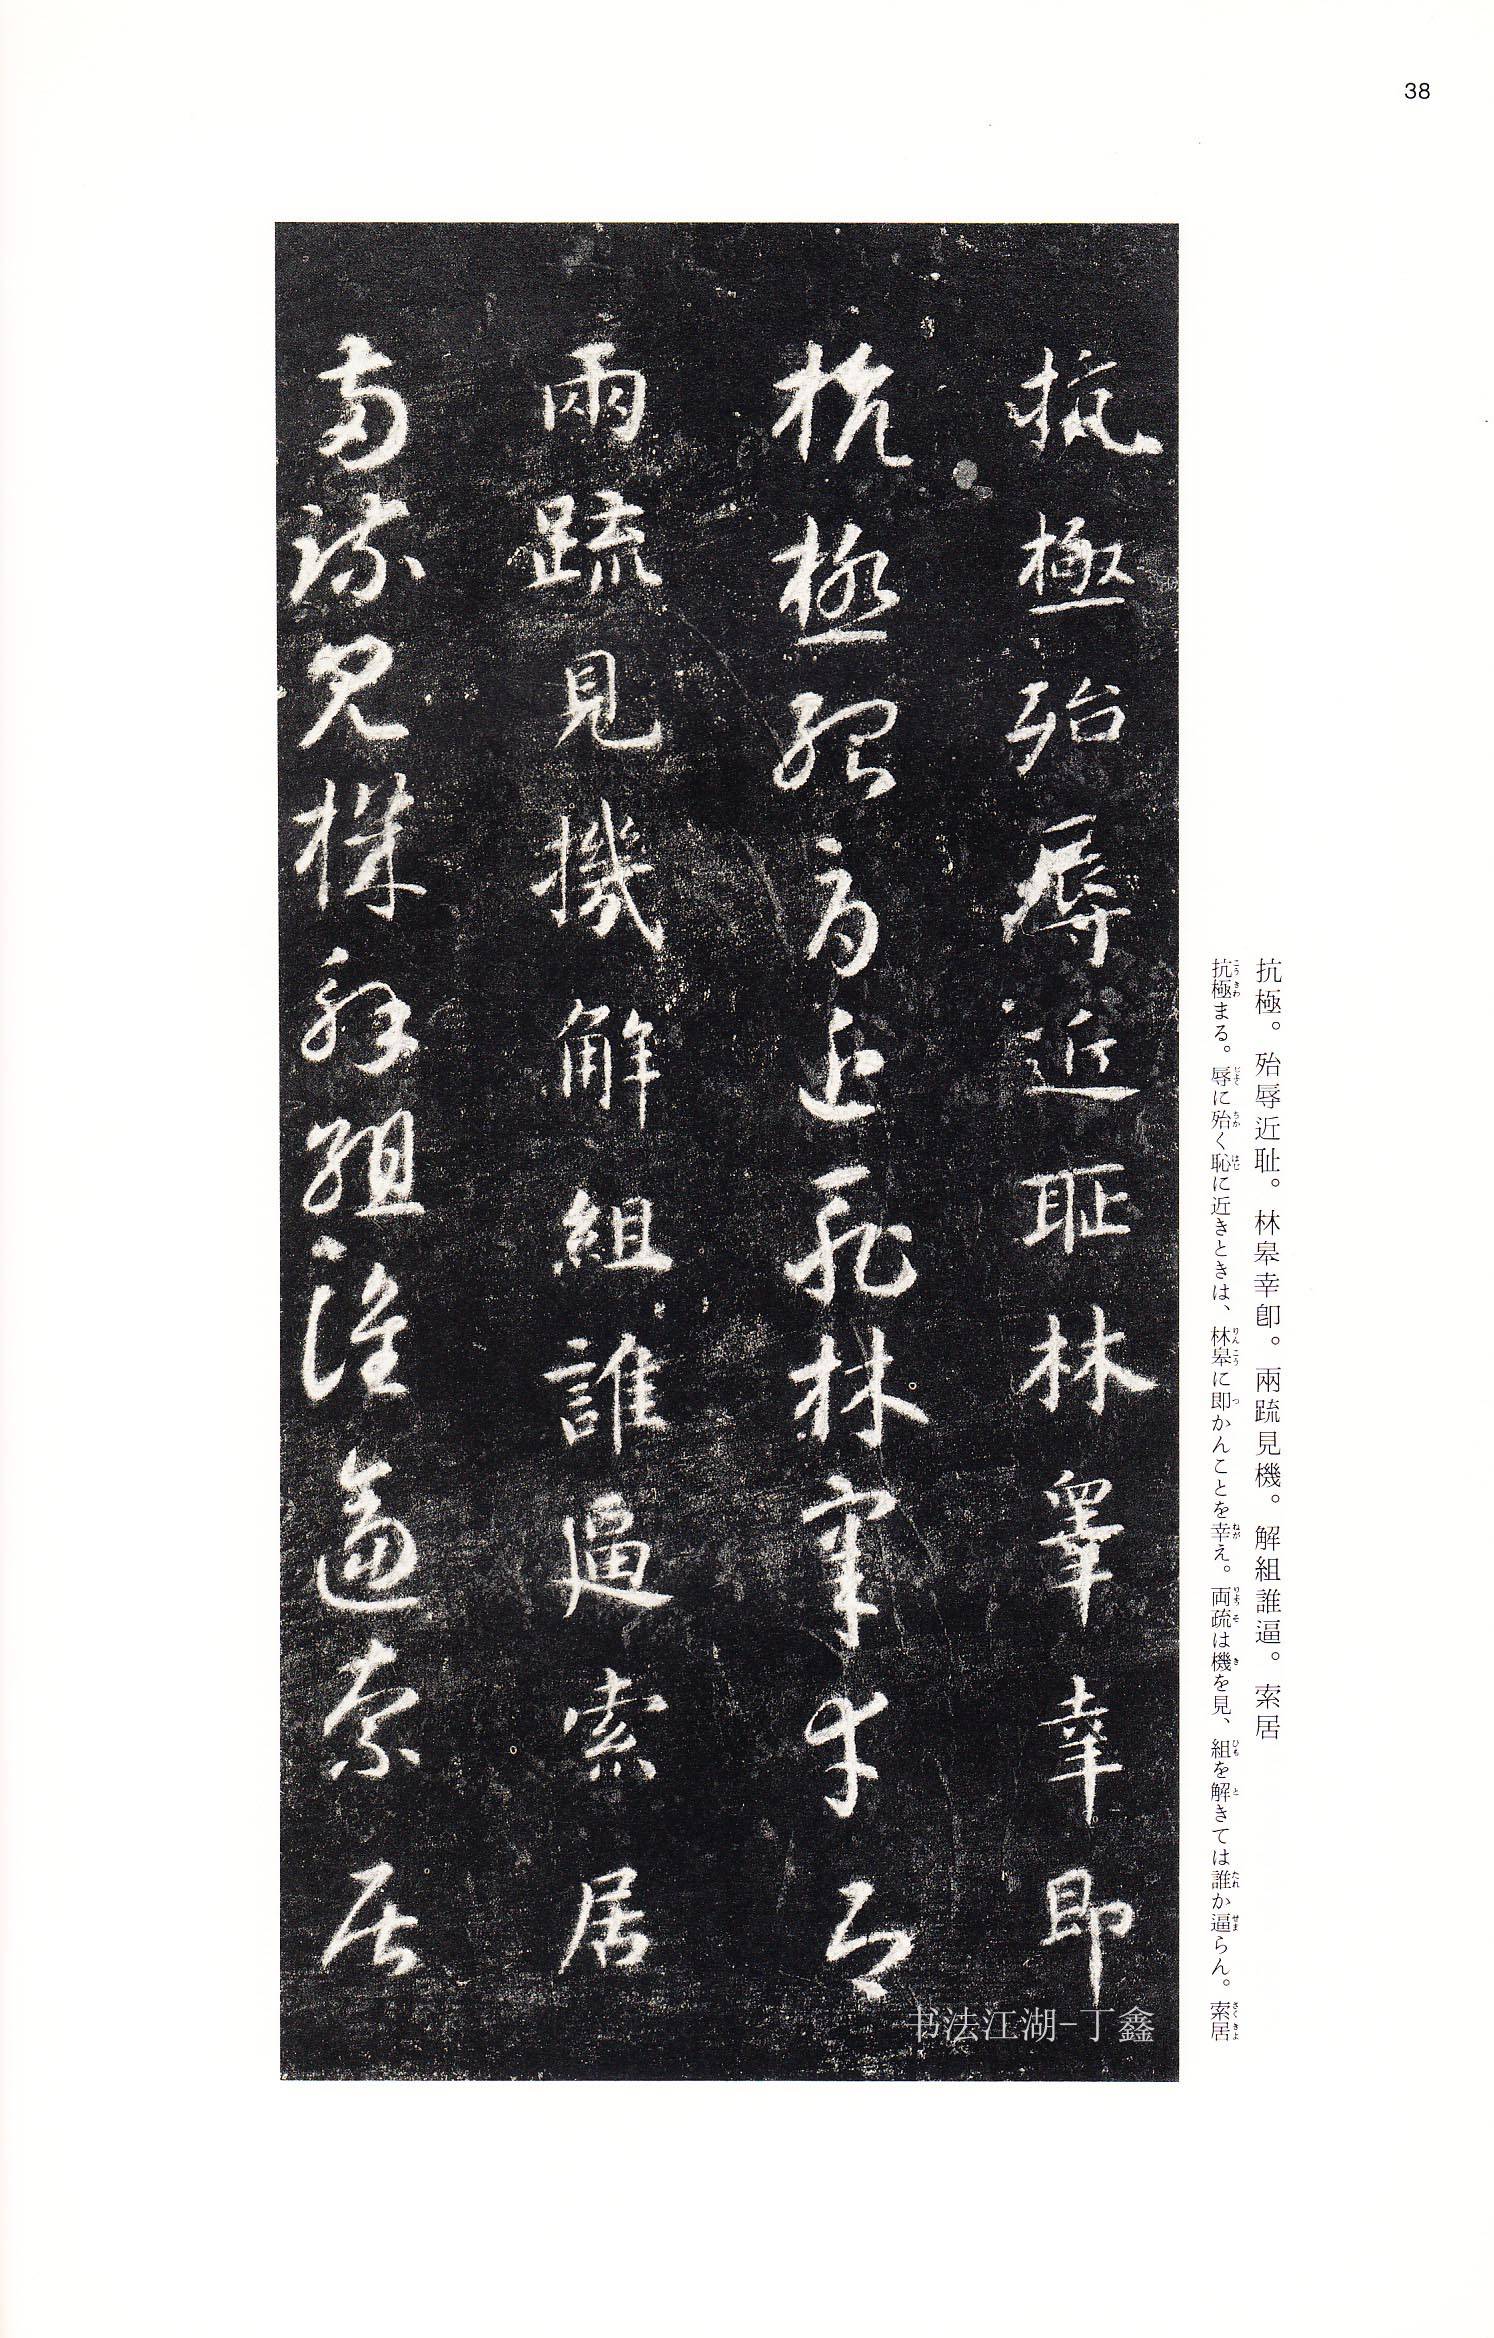 38
抗極。殆辱近耻。林皋幸卽。兩疏見機。解組誰逼。索居
抗極まる。辱に殆く恥に近きときは、林皋に即かんことを幸え。両疏は機を見、組を解きては誰か逼らん。索居
抗極殆辱近耻林睪幸即
抗極殆辱近耻林睪幸即
兩疏見機解組誰逼索居
兩疏見機解組誰逼索居
书法江湖-丁鑫